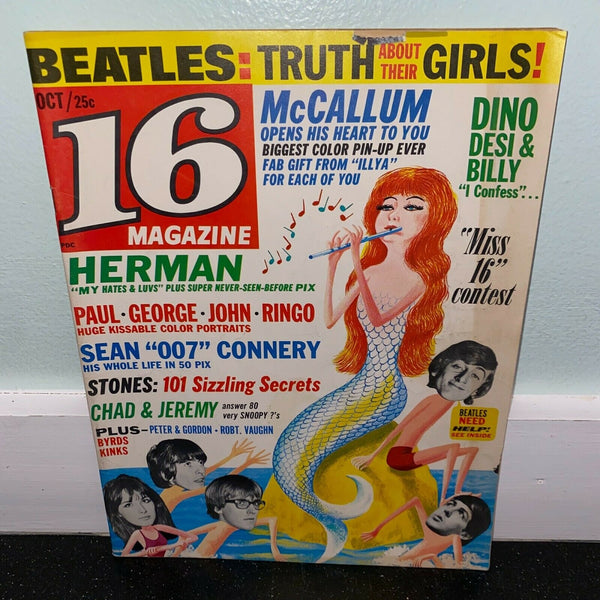 BEATLES: TRUTH ABOUT THEIR GIRLS!
OCT/25c
16
MAGAZINE
PDC
McCALLUM
OPENS HIS HEART TO YOU
BIGGEST COLOR PIN-UP EVER
FAB GIFT FROM "ILLYA"
FOR EACH OF YOU
DINO
DESI &
BILLY
"I Confess"...
"Miss
16"
contest
HERMAN
"MY HATES & LUVS" PLUS SUPER NEVER-SEEN-BEFORE PIX
PAUL · GEORGE · JOHN · RINGO
HUGE KISSABLE COLOR PORTRAITS
SEAN "007" CONNERY
HIS WHOLE LIFE IN 50 PIX
STONES: 101 Sizzling Secrets
CHAD & JEREMY answer 80
very SNOOPY ?'s
PLUS— PETER & GORDON · ROBT. VAUGHN
BYRDS
KINKS
BEATLES
NEED
HELP!
SEE INSIDE